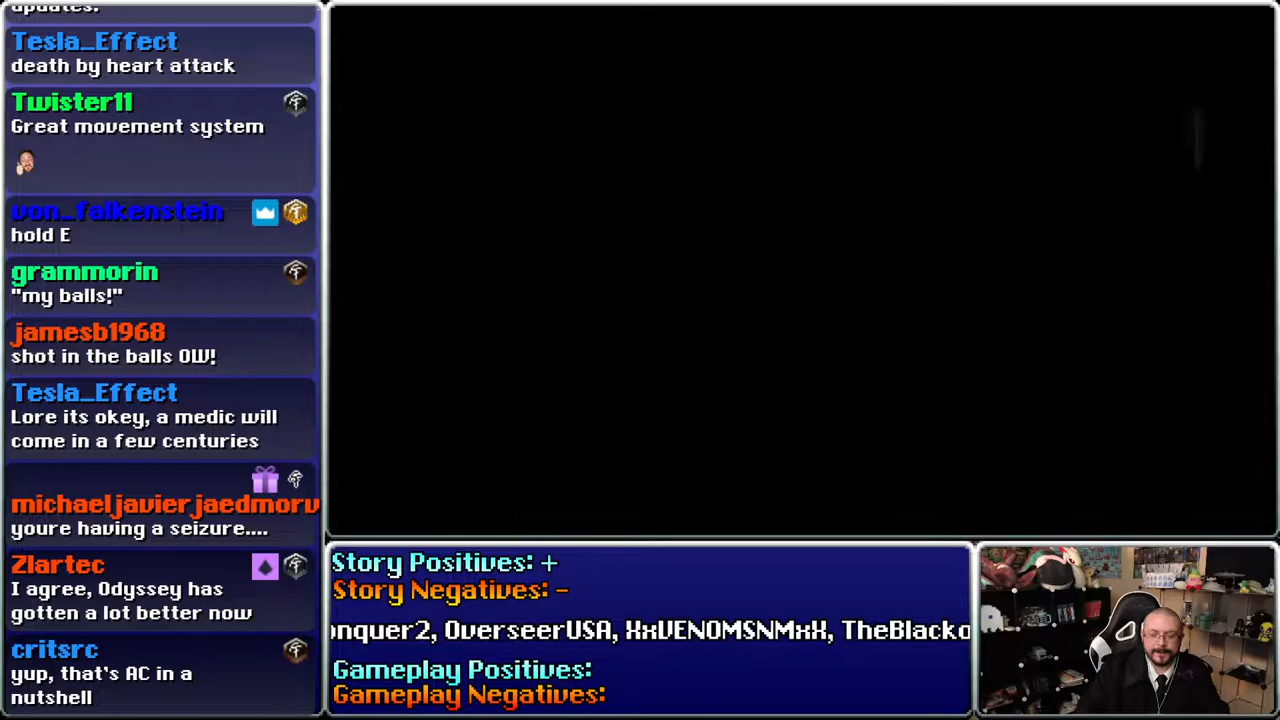 updates.
Tesla_Effect
death by heart attack
Twister11
Great movement system
von_falkenstein
hold E
grammorin
"my balls!"
jamesb1968
shot in the balls OW!
Tesla_Effect
Lore its okey, a medic will
come in a few centuries
michaeljavierjaedmorv
youre having a seizure....
Zlartec
I agree, Odyssey has
gotten a lot better now
critsrc
yup, that's AC in a
nutshell
Story Positives: +
Story Negatives: -
onquer2, OverseerUSA, XxVENOMSNMxX, TheBlacko
Gameplay Positives:
Gameplay Negatives: